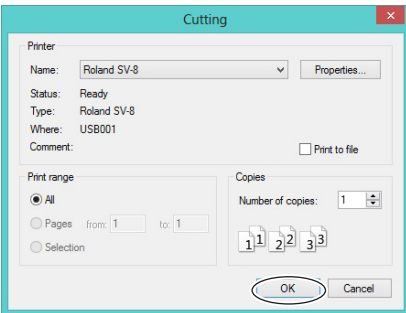 Cutting
Printer
Name: Roland SV-8 Properties...
Status: Ready
Type: Roland SV-8
Where: USB001
Comment: Print to file
Print range
All
Pages from: 1 to: 1
Selection
Copies
Number of copies: 1
1 1 2 2 3 3
OK Cancel